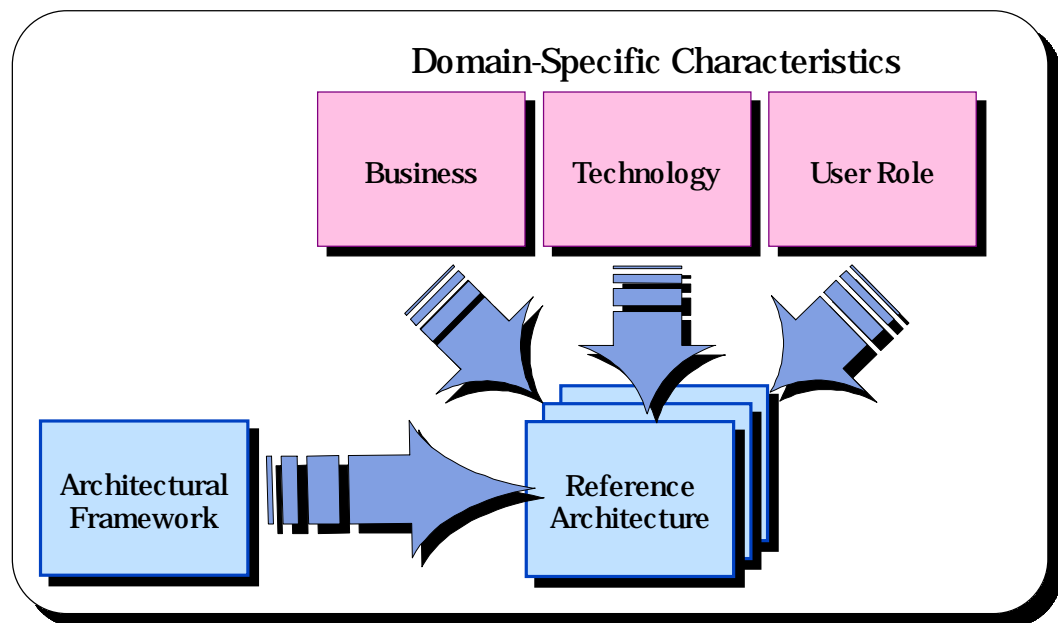 Domain-Specific Characteristics
Business
Technology
User Role
Architectural
Framework
Reference
Architecture